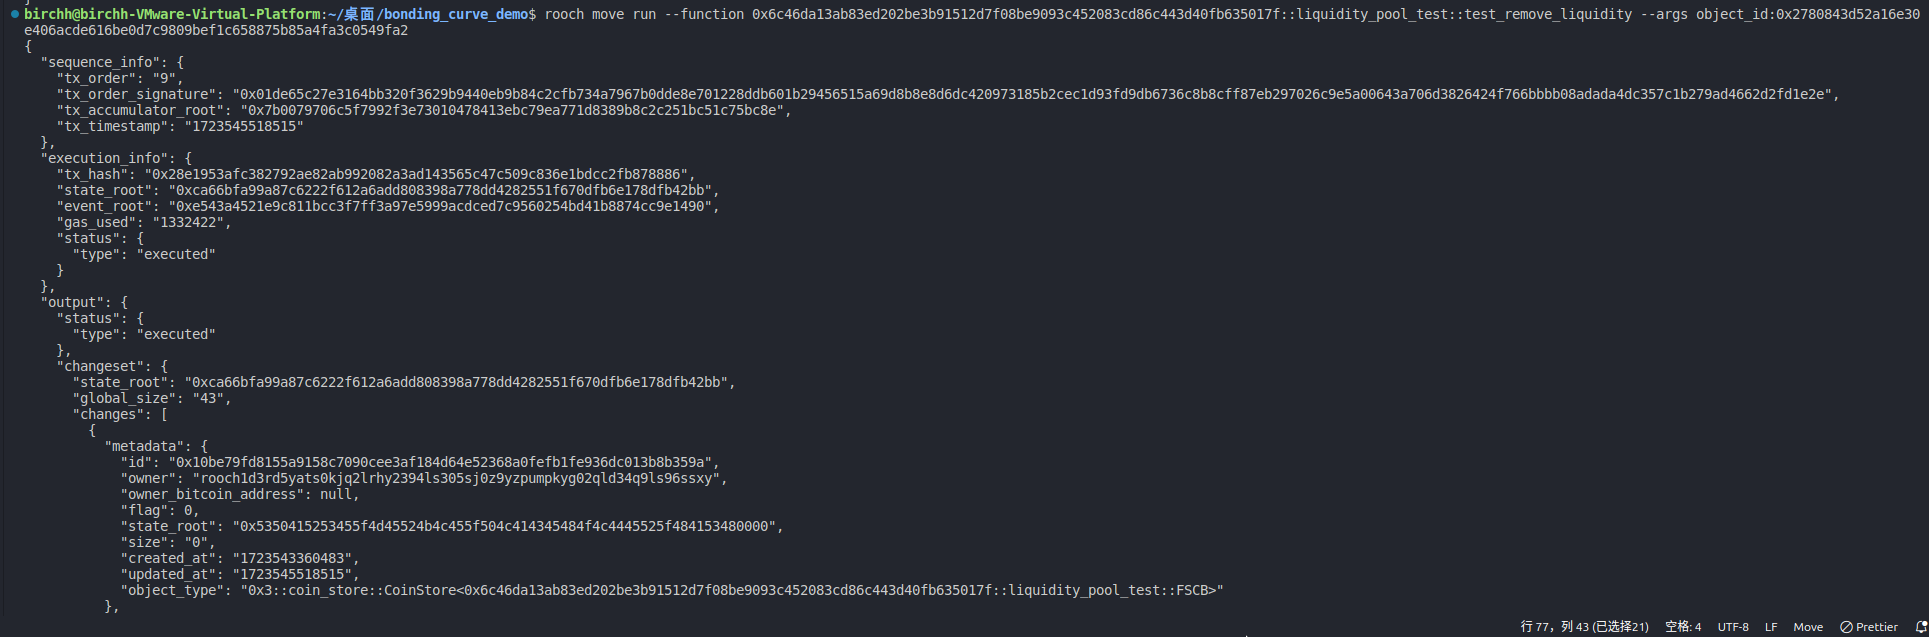 birchh@birchh-VMware-Virtual-Platform:~/桌面/bonding_curve_demo$ rooch move run --function 0x6c46da13ab83ed202be3b91512d7f08be9093c452083cd86c443d40fb635017f::liquidity_pool_test::test_remove_liquidity --args object_id:0x2780843d52a16e30
e406acde616be0d7c9809bef1c658875b85a4fa3c0549fa2
{
  "sequence_info": {
    "tx_order": "9",
    "tx_order_signature": "0x01de65c27e3164bb320f3629b9440eb9b84c2cfb734a7967b0dde8e701228ddb601b29456515a69d8b8e8d6dc420973185b2cec1d93fd9db6736c8b8cff87eb297026c9e5a00643a706d3826424f766bbbb08adada4dc357c1b279ad4662d2fd1e2e",
    "tx_accumulator_root": "0x7b0079706c5f7992f3e73010478413ebc79ea771d8389b8c2c251bc51c75bc8e",
    "tx_timestamp": "1723545518515"
  },
  "execution_info": {
    "tx_hash": "0x28e1953afc382792ae82ab992082a3ad143565c47c509c836e1bdcc2fb878886",
    "state_root": "0xca66bfa99a87c6222f612a6add808398a778dd4282551f670dfb6e178dfb42bb",
    "event_root": "0xe543a4521e9c811bcc3f7ff3a97e5999acdced7c9560254bd41b8874cc9e1490",
    "gas_used": "1332422",
    "status": {
      "type": "executed"
    }
  },
  "output": {
    "status": {
      "type": "executed"
    },
    "changeset": {
      "state_root": "0xca66bfa99a87c6222f612a6add808398a778dd4282551f670dfb6e178dfb42bb",
      "global_size": "43",
      "changes": [
        {
          "metadata": {
            "id": "0x10be79fd8155a9158c7090cee3af184d64e52368a0fefb1fe936dc013b8b359a",
            "owner": "rooch1d3rd5yats0kjq2lrhy2394ls305sj0z9yzpumpkyg02qld34q9ls96ssxy",
            "owner_bitcoin_address": null,
            "flag": 0,
            "state_root": "0x5350415253455f4d45524b4c455f504c414345484f4c4445525f484153480000",
            "size": "0",
            "created_at": "1723543360483",
            "updated_at": "1723545518515",
            "object_type": "0x3::coin_store::CoinStore<0x6c46da13ab83ed202be3b91512d7f08be9093c452083cd86c443d40fb635017f::liquidity_pool_test::FSCB>"
          },
行 77，列 43 (已选择21) 空格: 4 UTF-8 LF Move Prettier